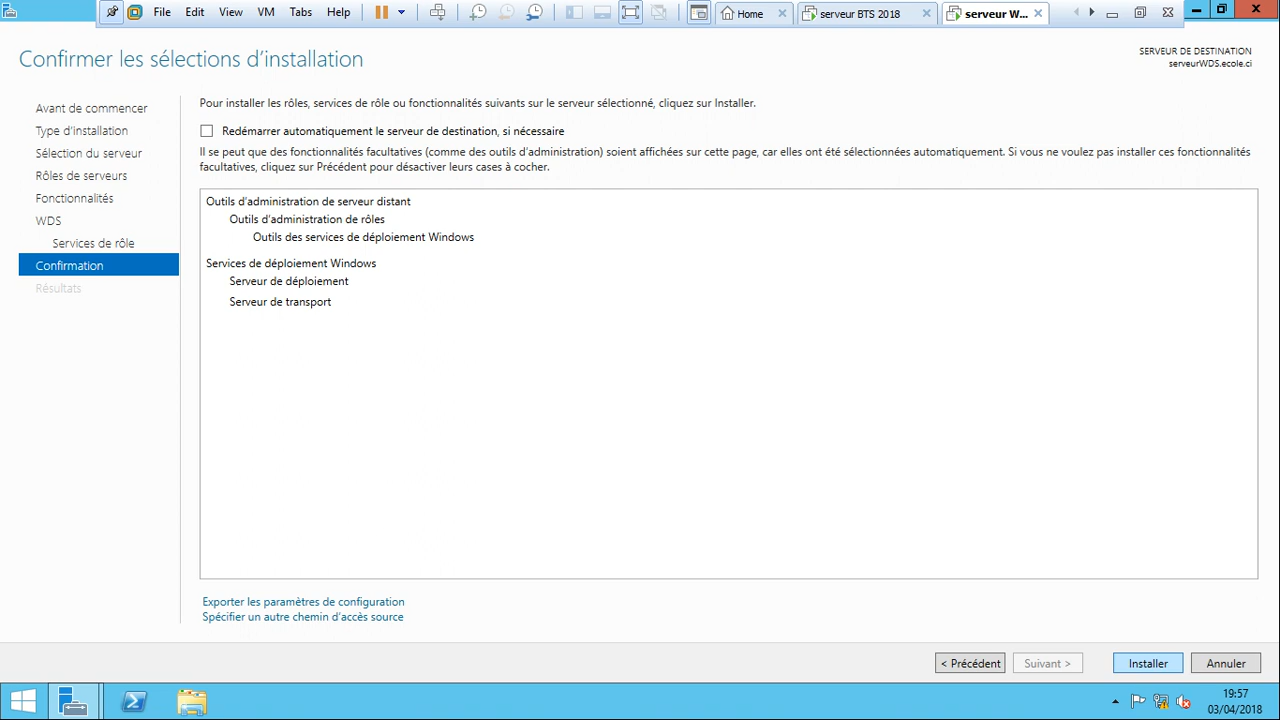 File Edit View VM Tabs Help
Home serveur BTS 2018 serveur W...
Confirmer les sélections d'installation
SERVEUR DE DESTINATION
serveurWDS.ecole.ci
Avant de commencer
Type d'installation
Sélection du serveur
Rôles de serveurs
Fonctionnalités
WDS
Services de rôle
Confirmation
Résultats
Pour installer les rôles, services de rôle ou fonctionnalités suivants sur le serveur sélectionné, cliquez sur Installer.
Redémarrer automatiquement le serveur de destination, si nécessaire
Il se peut que des fonctionnalités facultatives (comme des outils d'administration) soient affichées sur cette page, car elles ont été sélectionnées automatiquement. Si vous ne voulez pas installer ces fonctionnalités
facultatives, cliquez sur Précédent pour désactiver leurs cases à cocher.
Outils d'administration de serveur distant
Outils d'administration de rôles
Outils des services de déploiement Windows
Services de déploiement Windows
Serveur de déploiement
Serveur de transport
Exporter les paramètres de configuration
Spécifier un autre chemin d'accès source
< Précédent Suivant > Installer Annuler
19:57
03/04/2018